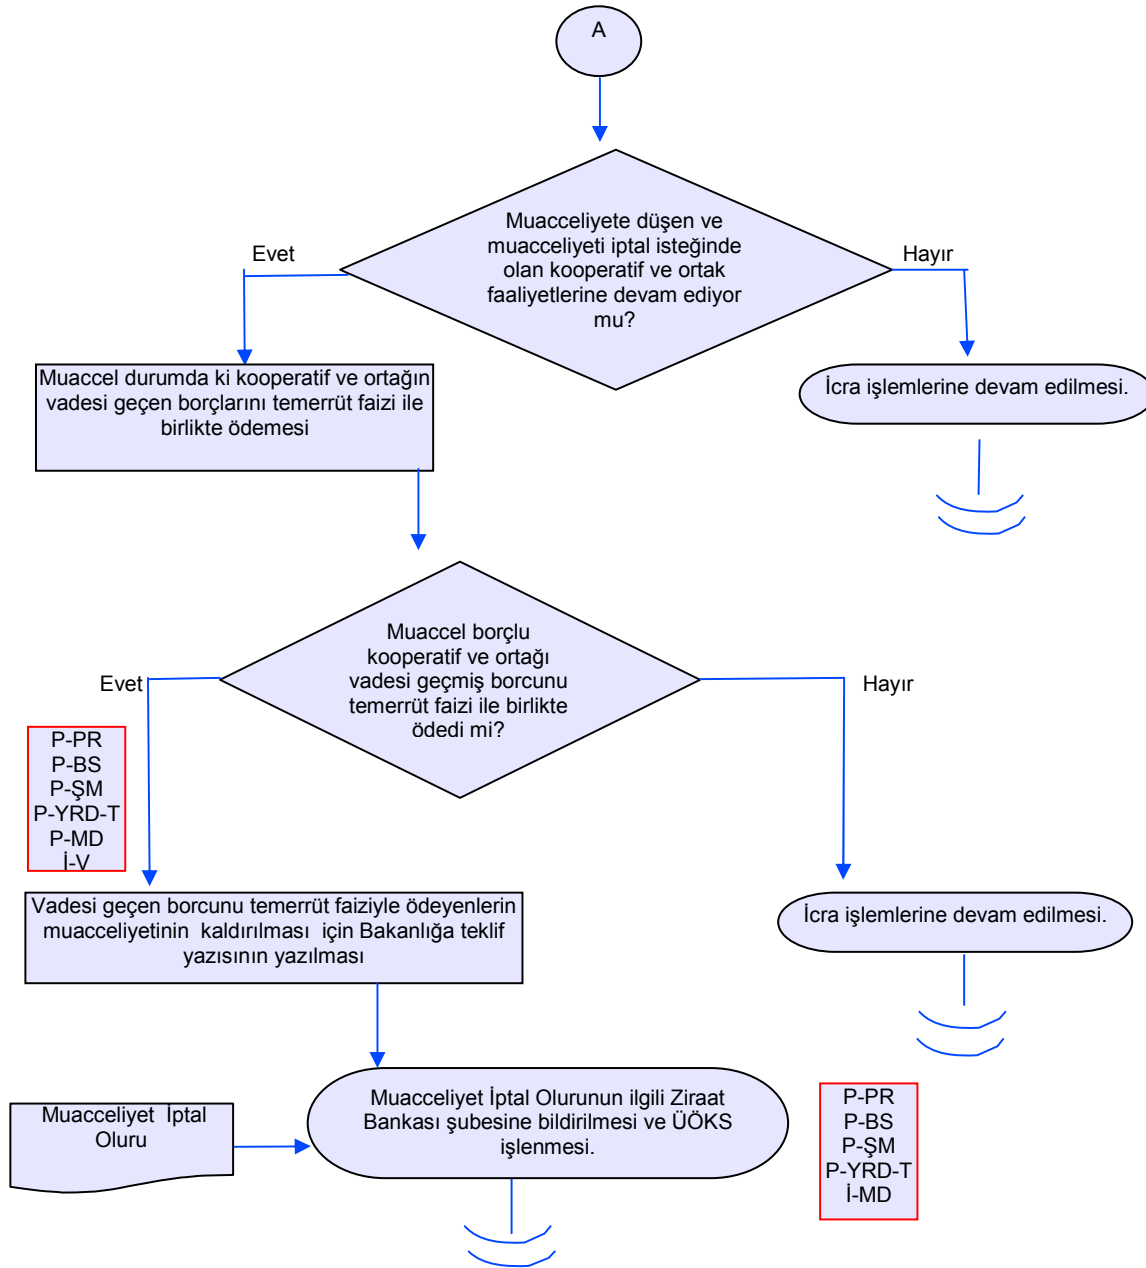 A
Muacceliyete düşen ve
muacceliyeti iptal isteğinde
olan kooperatif ve ortak
faaliyetlerine devam ediyor
mu?
Evet
Hayır
Muaccel durumda ki kooperatif ve ortağın
vadesi geçen borçlarını temerrüt faizi ile
birlikte ödemesi
İcra işlemlerine devam edilmesi.
Muaccel borçlu
kooperatif ve ortağı
vadesi geçmiş borcunu
temerrüt faizi ile birlikte
ödedi mi?
Evet
Hayır
P-PR
P-BS
P-ŞM
P-YRD-T
P-MD
İ-V
Vadesi geçen borcunu temerrüt faiziyle ödeyenlerin
muacceliyetinin kaldırılması için Bakanlığa teklif
yazısının yazılması
İcra işlemlerine devam edilmesi.
Muacceliyet İptal
Oluru
Muacceliyet İptal Olurunun ilgili Ziraat
Bankası şubesine bildirilmesi ve ÜÖKS
işlenmesi.
P-PR
P-BS
P-ŞM
P-YRD-T
İ-MD